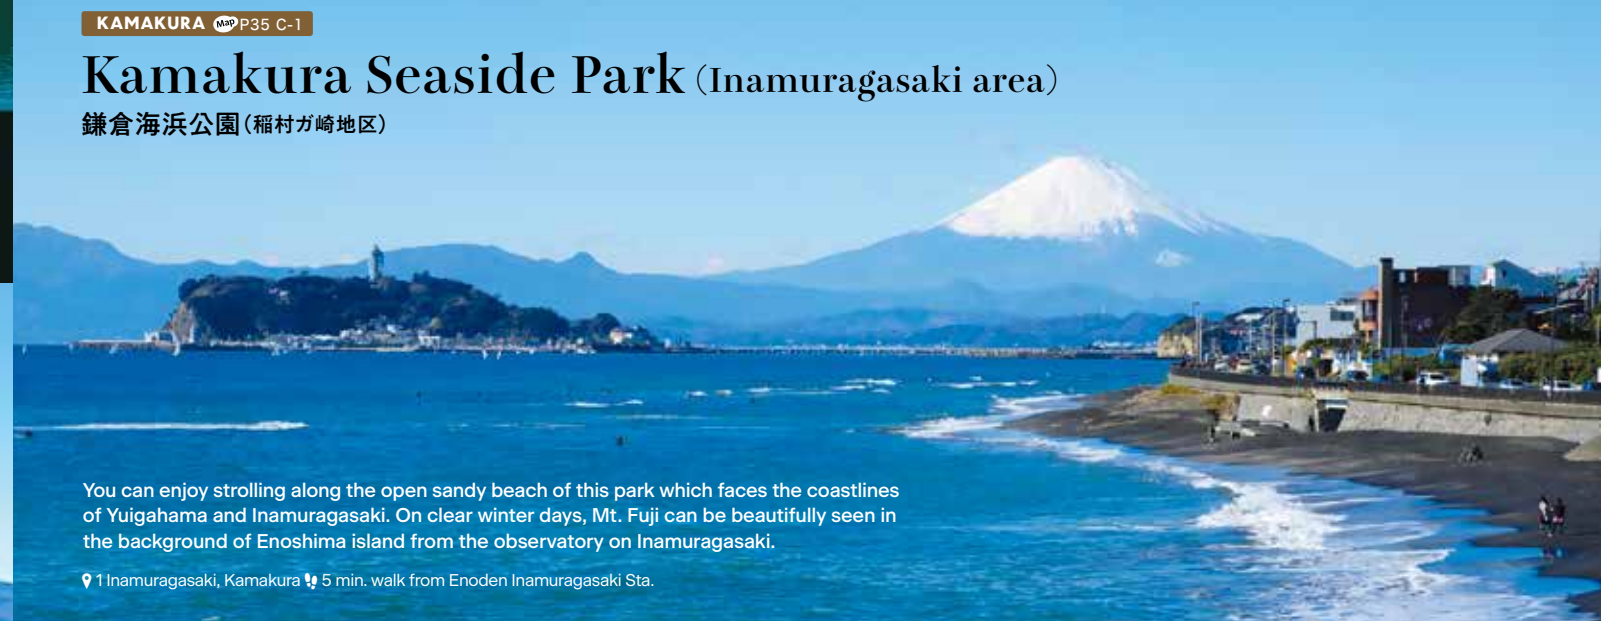 KAMAKURA Map P35 C-1
Kamakura Seaside Park (Inamuragasaki area)
鎌倉海浜公園（稲村ガ崎地区）
You can enjoy strolling along the open sandy beach of this park which faces the coastlines
of Yuigahama and Inamuragasaki. On clear winter days, Mt. Fuji can be beautifully seen in
the background of Enoshima island from the observatory on Inamuragasaki.
1 Inamuragasaki, Kamakura 5 min. walk from Enoden Inamuragasaki Sta.